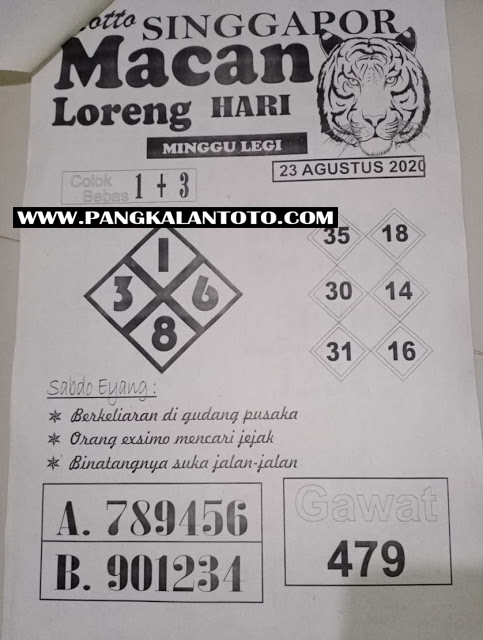 Lotto SINGGAPOR
Macan
Loreng HARI
MINGGU LEGI
23 AGUSTUS 2020
Colok Bebas 1 + 3
WWW.PANGKALANTOTO.COM
1
3 6
8
35 18
30 14
31 16
Sabdo Eyang :
Berkeliaran di gudang pusaka
Orang exsimo mencari jejak
Binatangnya suka jalan-jalan
A. 789456
B. 901234
Gawat
479